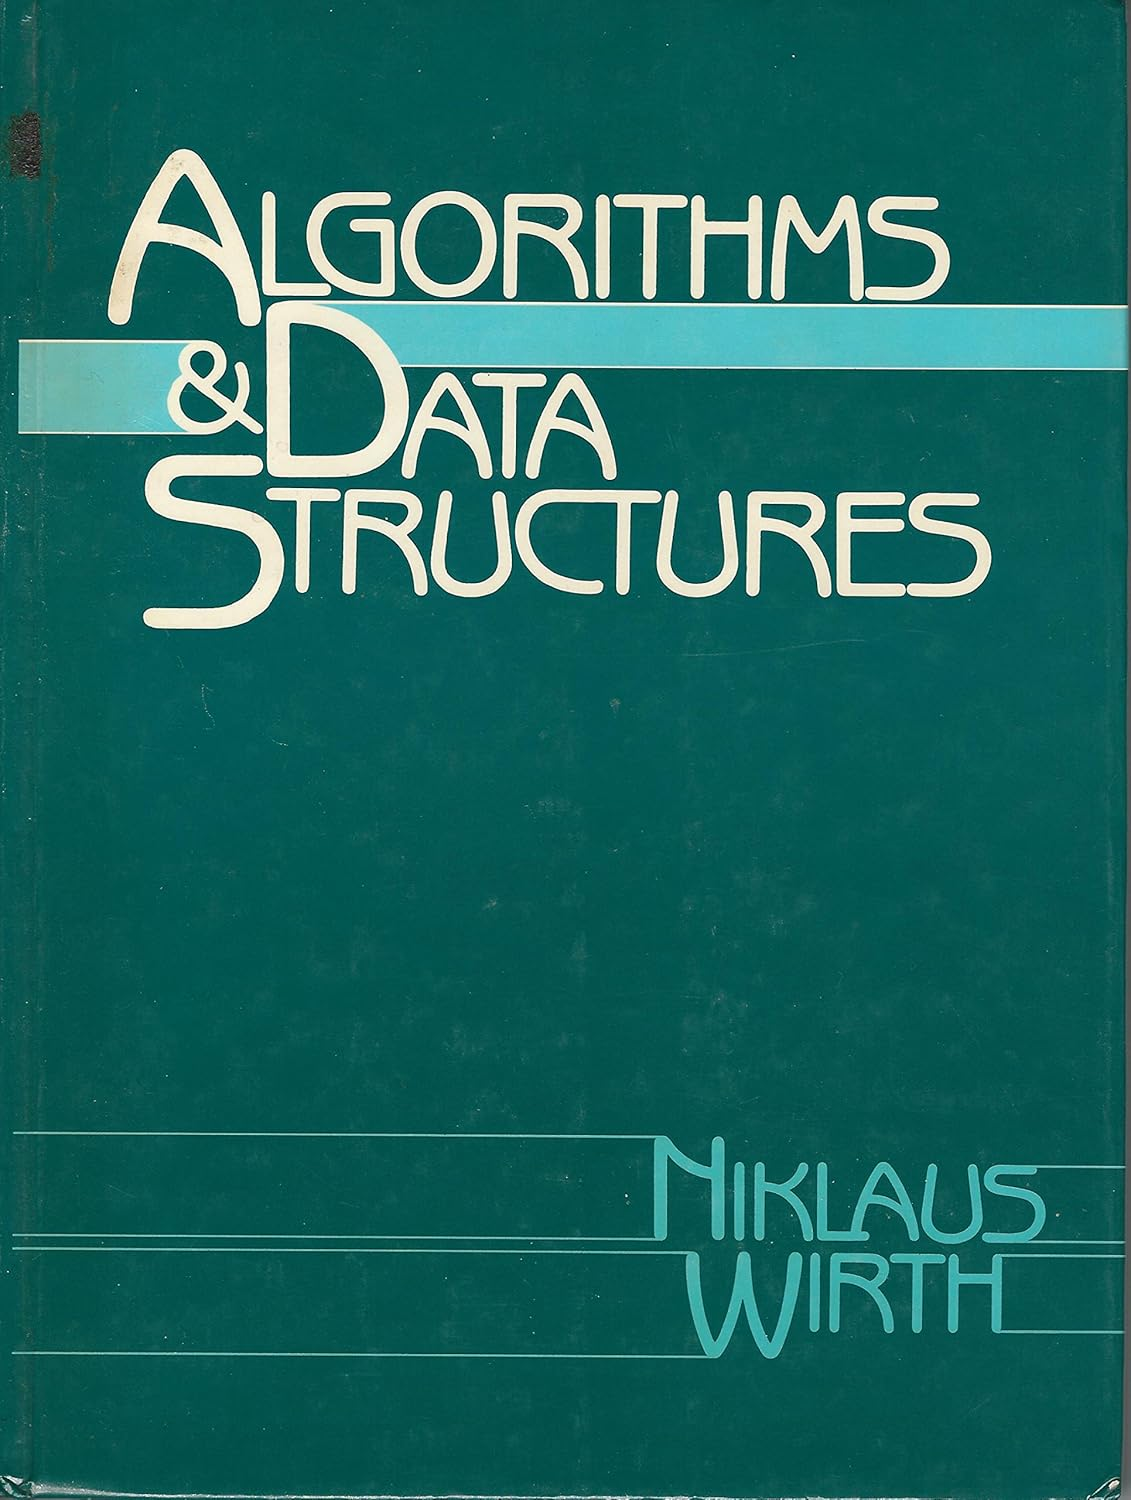 ALGORITHMS
& DATA
STRUCTURES
NIKLAUS
WIRTH